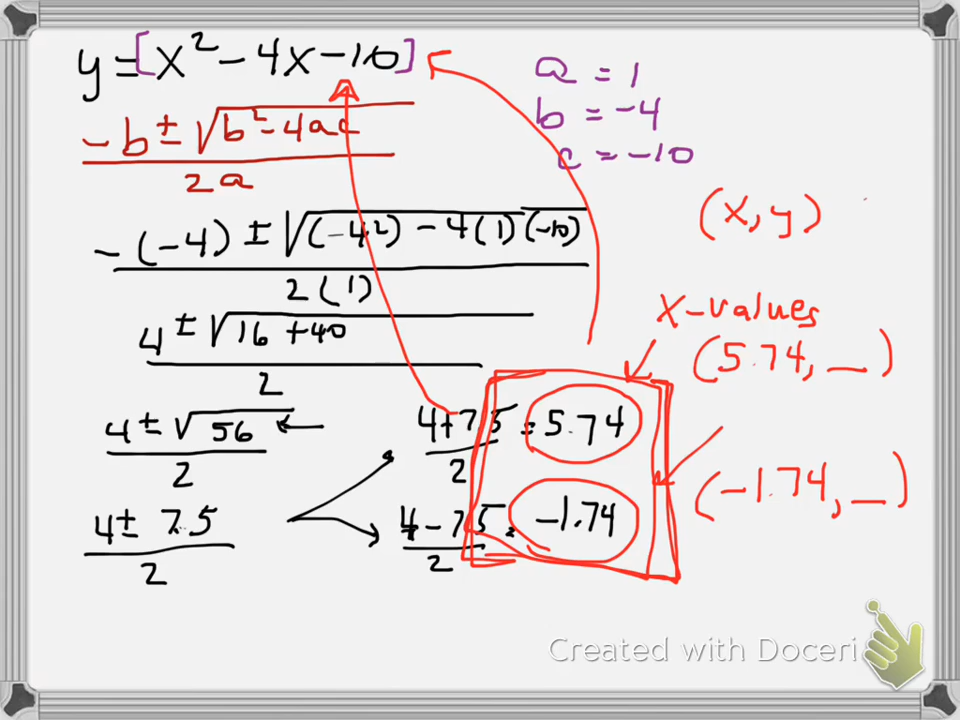 y = [x² - 4x - 10]
a = 1
b = -4
c = -10
-b ± √b² - 4ac
2a
-(-4) ± √(-4²) - 4(1)(-10)
2(1)
4 ± √16 + 40
2
4 ± √56
2
4 ± 7.5
2
4 + 7.5 = 5.74
2
4 - 7.5 = -1.74
2
(x, y)
x-values
(5.74, _)
(-1.74, _)
Created with Doceri